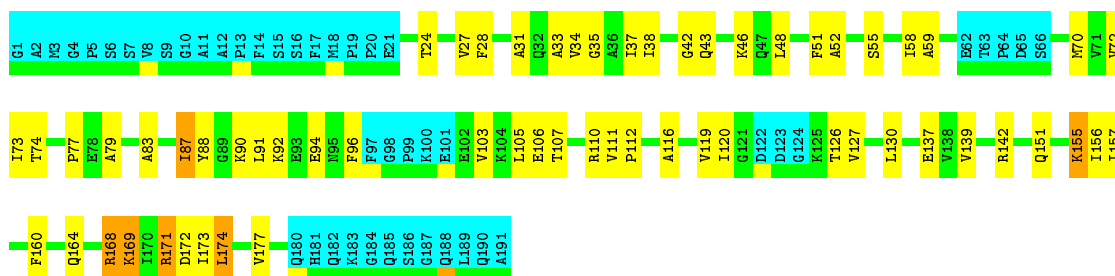 G1 A2 M3 G4 P5 S6 S7 V8 S9 G10 A11 A12 P13 F14 S15 S16 F17 M18 P19 P20 E21 T24 V27 F28 A31 Q32 A33 V34 G35 A36 I37 I38 G42 Q43 K46 Q47 L48 F51 A52 S55 I58 A59 E62 T63 P64 D65 S66 M70 V71 V72
I73 T74 P77 E78 A79 A83 I87 Y88 G89 K90 L91 K92 E93 E94 N95 F96 F97 G98 P99 K100 E101 E102 V103 K104 L105 E106 T107 R110 V111 P112 A116 V119 I120 G121 D122 D123 G124 K125 T126 V127 L130 E137 V138 V139 R142 Q151 K155 I156 I157
F160 Q164 R168 K169 I170 R171 D172 I173 L174 V177 Q180 H181 Q182 K183 G184 Q185 S186 G187 Q188 L189 Q190 A191